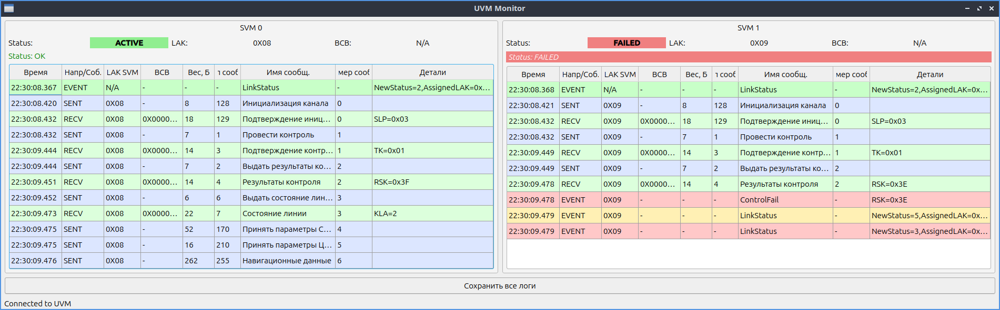 UVM Monitor
SVM 0
Status: ACTIVE LAK: 0X08 BCB: N/A
Status: OK
Время Напр/Соб. LAK SVM ВСВ Вес, Б т сооб Имя сообщ. мер сооб Детали
22:30:08.367 EVENT N/A - - - LinkStatus - NewStatus=2,AssignedLAK=0x...
22:30:08.420 SENT 0X08 - 8 128 Инициализация канала 0
22:30:08.432 RECV 0X08 0X0000... 18 129 Подтверждение иниц... 0 SLP=0x03
22:30:08.432 SENT 0X08 - 7 1 Провести контроль 1
22:30:09.444 RECV 0X08 0X0000... 14 3 Подтверждение контр... 1 TK=0x01
22:30:09.444 SENT 0X08 - 7 2 Выдать результаты ко... 2
22:30:09.451 RECV 0X08 0X0000... 14 4 Результаты контроля 2 RSK=0x3F
22:30:09.452 SENT 0X08 - 6 6 Выдать состояние лин... 3
22:30:09.473 RECV 0X08 0X0000... 22 7 Состояние линии 3 KLA=2
22:30:09.475 SENT 0X08 - 52 170 Принять параметры С... 4
22:30:09.475 SENT 0X08 - 16 210 Принять параметры Ц... 5
22:30:09.476 SENT 0X08 - 262 255 Навигационные данные 6
SVM 1
Status: FAILED LAK: 0X09 BCB: N/A
Status: FAILED
Время Напр/Соб. LAK SVM ВСВ Вес, Б т сооб Имя сообщ. мер сооб Детали
22:30:08.368 EVENT N/A - - - LinkStatus - NewStatus=2,AssignedLAK=0x...
22:30:08.421 SENT 0X09 - 8 128 Инициализация канала 0
22:30:08.432 RECV 0X09 0X0000... 18 129 Подтверждение иниц... 0 SLP=0x03
22:30:08.432 SENT 0X09 - 7 1 Провести контроль 1
22:30:09.449 RECV 0X09 0X0000... 14 3 Подтверждение контр... 1 TK=0x01
22:30:09.449 SENT 0X09 - 7 2 Выдать результаты ко... 2
22:30:09.478 RECV 0X09 0X0000... 14 4 Результаты контроля 2 RSK=0x3E
22:30:09.478 EVENT 0X09 - - - ControlFail - RSK=0x3E
22:30:09.479 EVENT 0X09 - - - LinkStatus - NewStatus=5,AssignedLAK=0x...
22:30:09.479 EVENT 0X09 - - - LinkStatus - NewStatus=3,AssignedLAK=0x...
Сохранить все логи
Connected to UVM